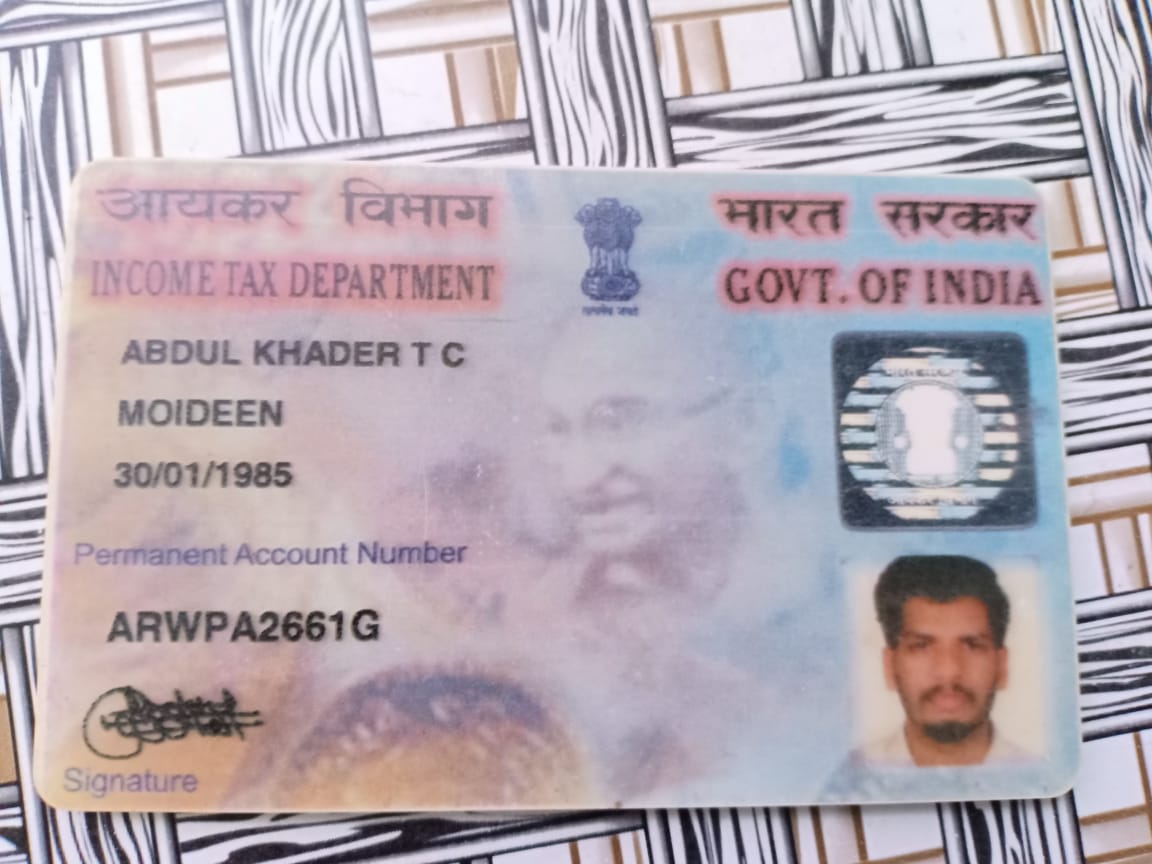 आयकर विभाग
भारत सरकार
INCOME TAX DEPARTMENT
GOVT. OF INDIA
सत्यमेव जयते
ABDUL KHADER T C
MOIDEEN
30/01/1985
Permanent Account Number
ARWPA2661G
Signature